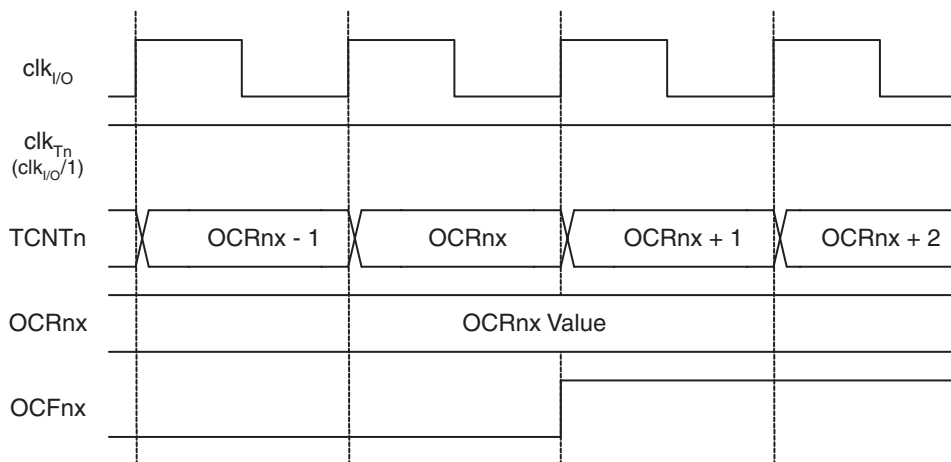 clkI/O
clkTn
(clkI/O/1)
TCNTn OCRnx - 1 OCRnx OCRnx + 1 OCRnx + 2
OCRnx OCRnx Value
OCFnx